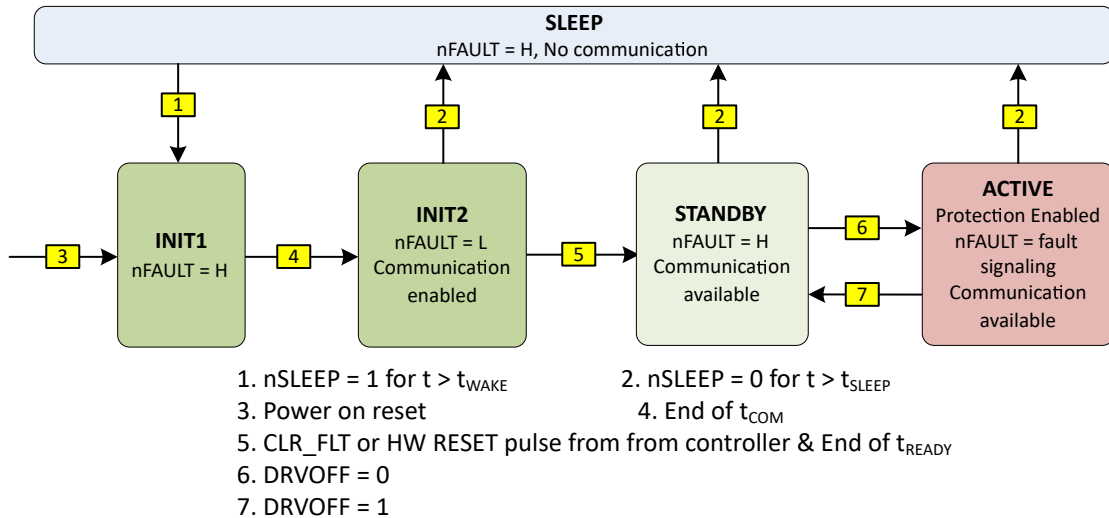 SLEEP
nFAULT = H, No communication
1
2
2
2
INIT1
nFAULT = H
INIT2
nFAULT = L
Communication
enabled
STANDBY
nFAULT = H
Communication
available
ACTIVE
Protection Enabled
nFAULT = fault
signaling
Communication
available
3
4
5
6
7
1. nSLEEP = 1 for t > tWAKE
2. nSLEEP = 0 for t > tSLEEP
3. Power on reset
4. End of tCOM
5. CLR_FLT or HW RESET pulse from from controller & End of tREADY
6. DRVOFF = 0
7. DRVOFF = 1